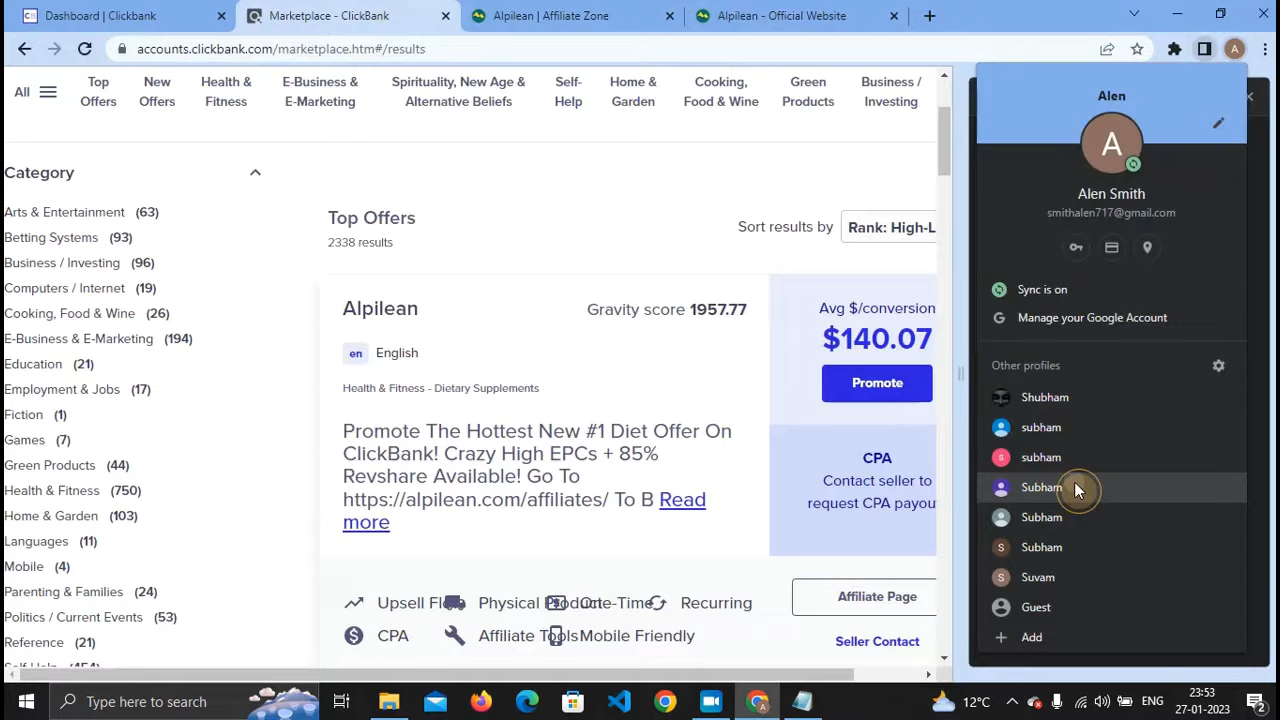 Dashboard | Clickbank
Marketplace - ClickBank
Alpilean | Affiliate Zone
Alpilean - Official Website
accounts.clickbank.com/marketplace.htm#/results
A
All
Top Offers
New Offers
Health & Fitness
E-Business & E-Marketing
Spirituality, New Age & Alternative Beliefs
Self-Help
Home & Garden
Cooking, Food & Wine
Green Products
Business / Investing
Category
Arts & Entertainment (63)
Betting Systems (93)
Business / Investing (96)
Computers / Internet (19)
Cooking, Food & Wine (26)
E-Business & E-Marketing (194)
Education (21)
Employment & Jobs (17)
Fiction (1)
Games (7)
Green Products (44)
Health & Fitness (750)
Home & Garden (103)
Languages (11)
Mobile (4)
Parenting & Families (24)
Politics / Current Events (53)
Reference (21)
Self-Help (454)
Top Offers
2338 results
Sort results by
Rank: High-L
Alpilean
Gravity score 1957.77
en English
Health & Fitness - Dietary Supplements
Promote The Hottest New #1 Diet Offer On
ClickBank! Crazy High EPCs + 85%
Revshare Available! Go To
https://alpilean.com/affiliates/ To B Read
more
Avg $/conversion
$140.07
Promote
CPA
Contact seller to
request CPA payou
Upsell Fl
Physical Product
One-Time
Recurring
CPA
Affiliate Tools
Mobile Friendly
Affiliate Page
Seller Contact
Alen
A
Alen Smith
smithalen717@gmail.com
Sync is on
G Manage your Google Account
Other profiles
Shubham
subham
S subham
Subham
Subham
S Subham
S Suvam
Guest
Add
Type here to search
12°C
ENG
23:53
27-01-2023
2